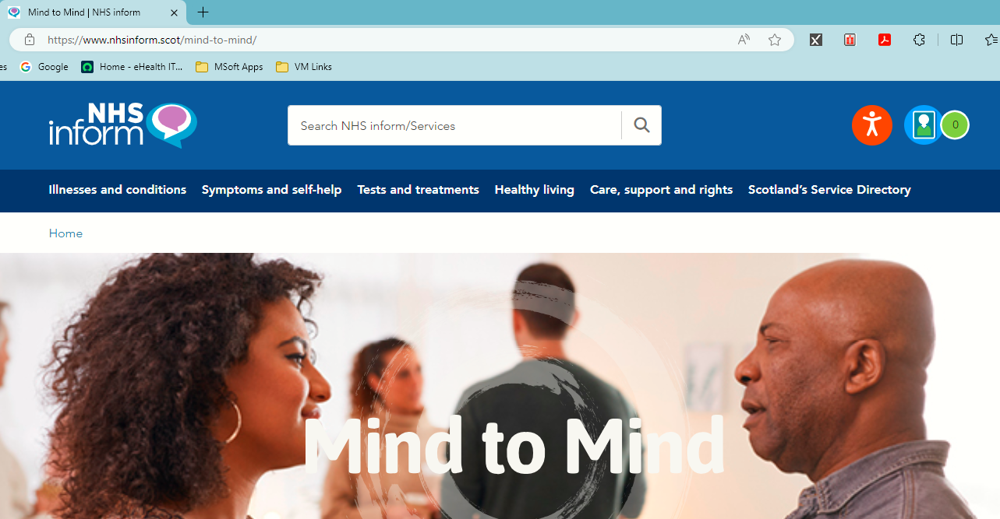 Mind to Mind | NHS inform
https://www.nhsinform.scot/mind-to-mind/
es Google Home - eHealth IT... MSoft Apps VM Links
NHS
inform
Search NHS inform/Services
0
Illnesses and conditions Symptoms and self-help Tests and treatments Healthy living Care, support and rights Scotland's Service Directory
Home
Mind to Mind